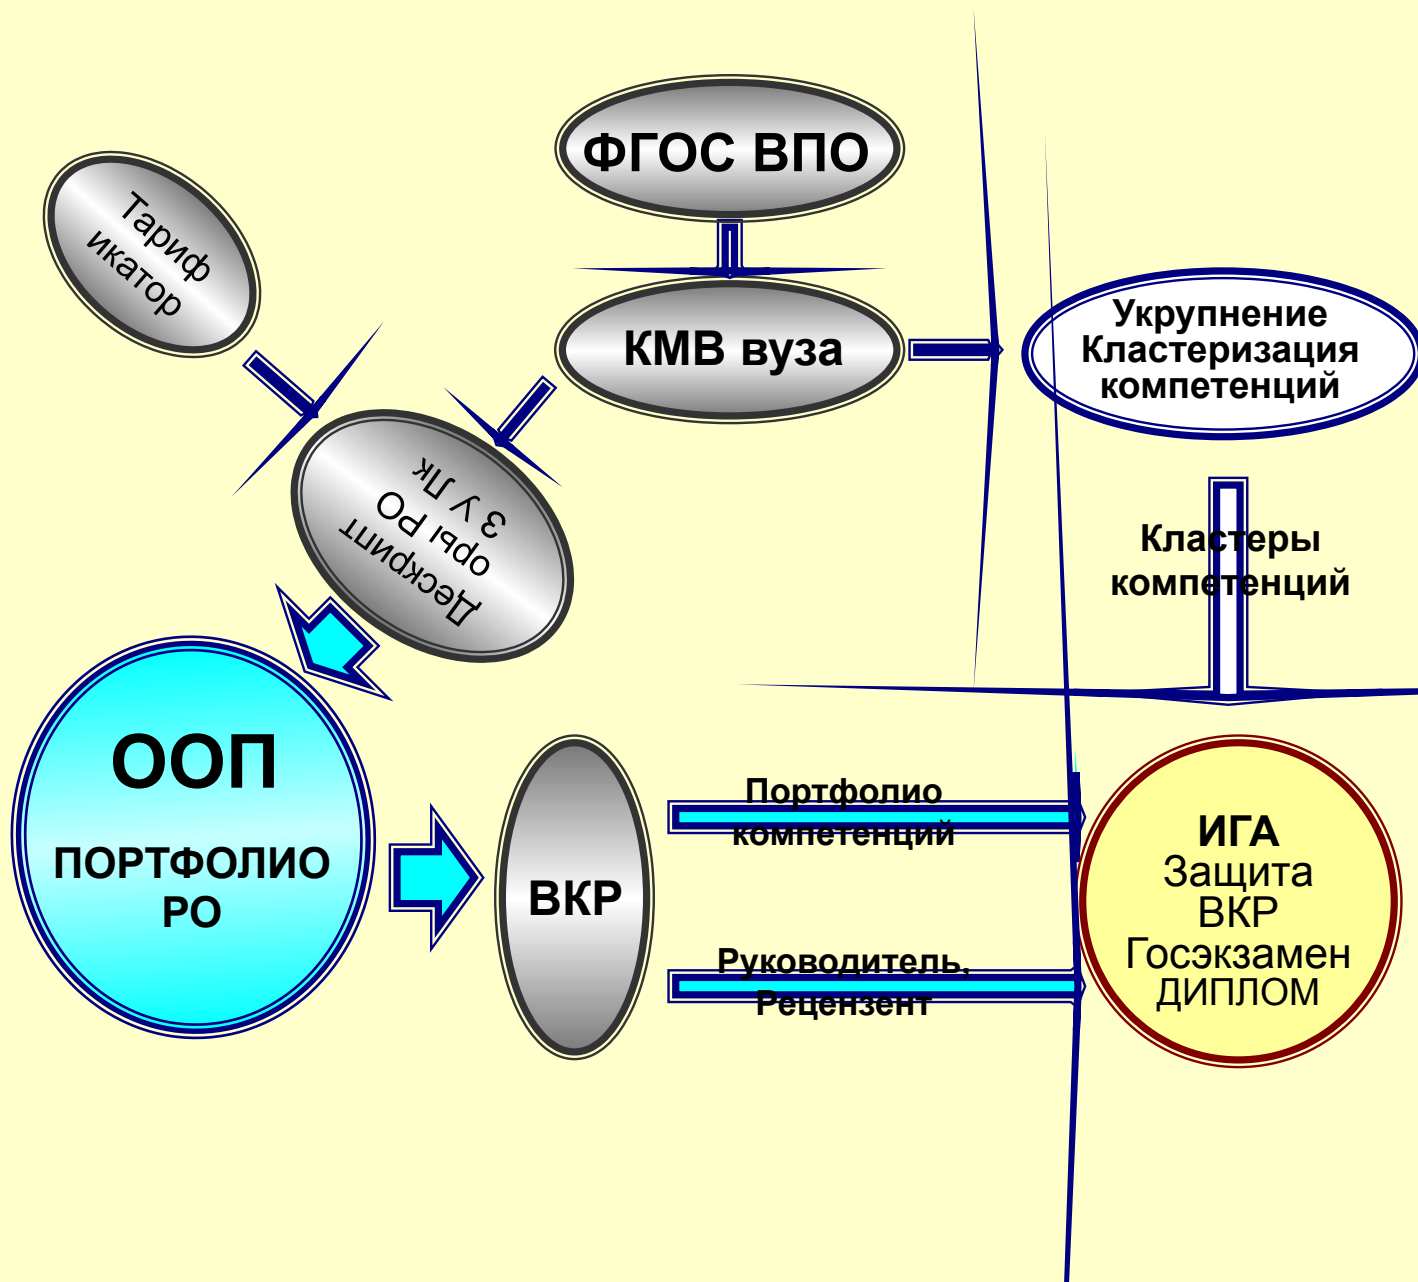 ФГОС ВПО
Тариф
икатор
КМВ вуза
Укрупнение
Кластеризация
компетенций
Дескрипт
оры РО
З У Лк
Кластеры
компетенций
ООП
ПОРТФОЛИО
РО
ВКР
Портфолио
компетенций
Руководитель,
Рецензент
ИГА
Защита
ВКР
Госэкзамен
ДИПЛОМ